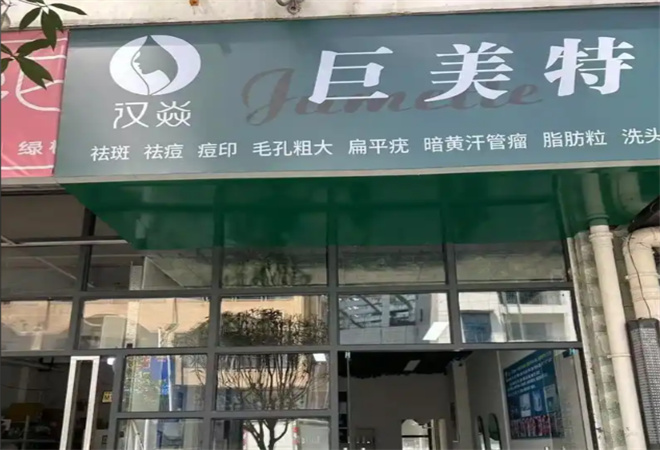 巨美特
Jumeite
汉焱
祛斑 祛痘 痘印 毛孔粗大 扁平疣 暗黄汗管瘤 脂肪粒 洗头
绿